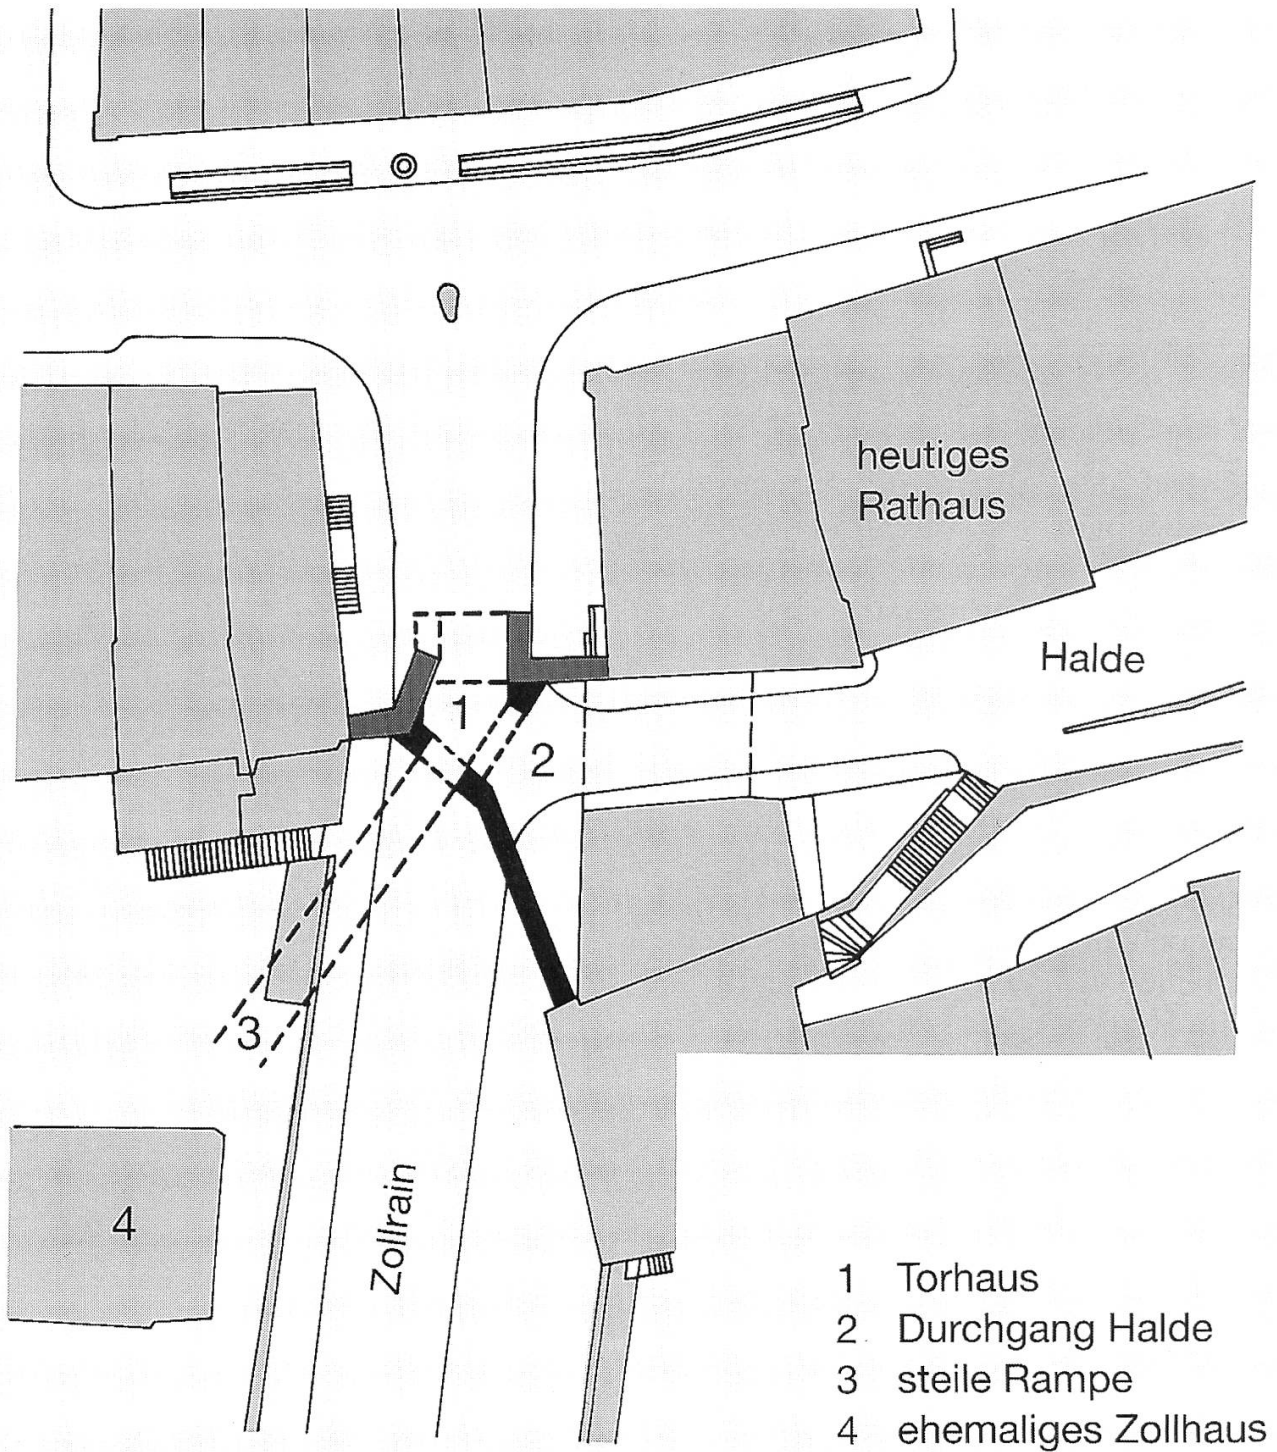 heutiges
Rathaus
Halde
1
2
3
4
Zollrain
1 Torhaus
2 Durchgang Halde
3 steile Rampe
4 ehemaliges Zollhaus